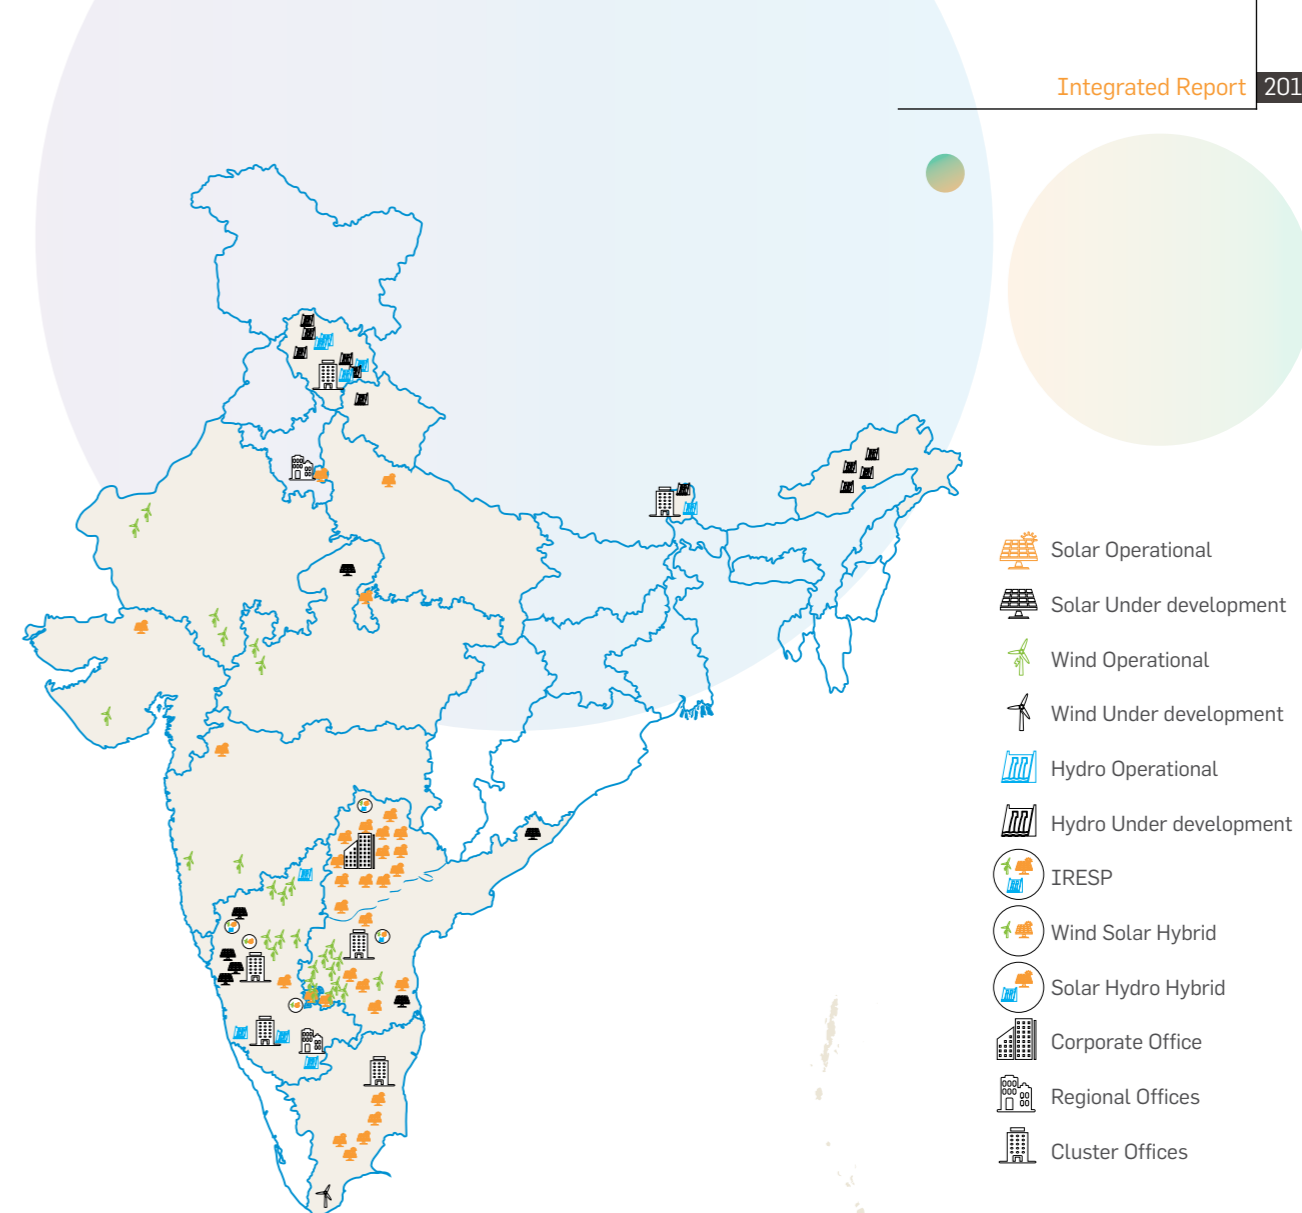 Integrated Report 201
Solar Operational
Solar Under development
Wind Operational
Wind Under development
Hydro Operational
Hydro Under development
IRESP
Wind Solar Hybrid
Solar Hydro Hybrid
Corporate Office
Regional Offices
Cluster Offices